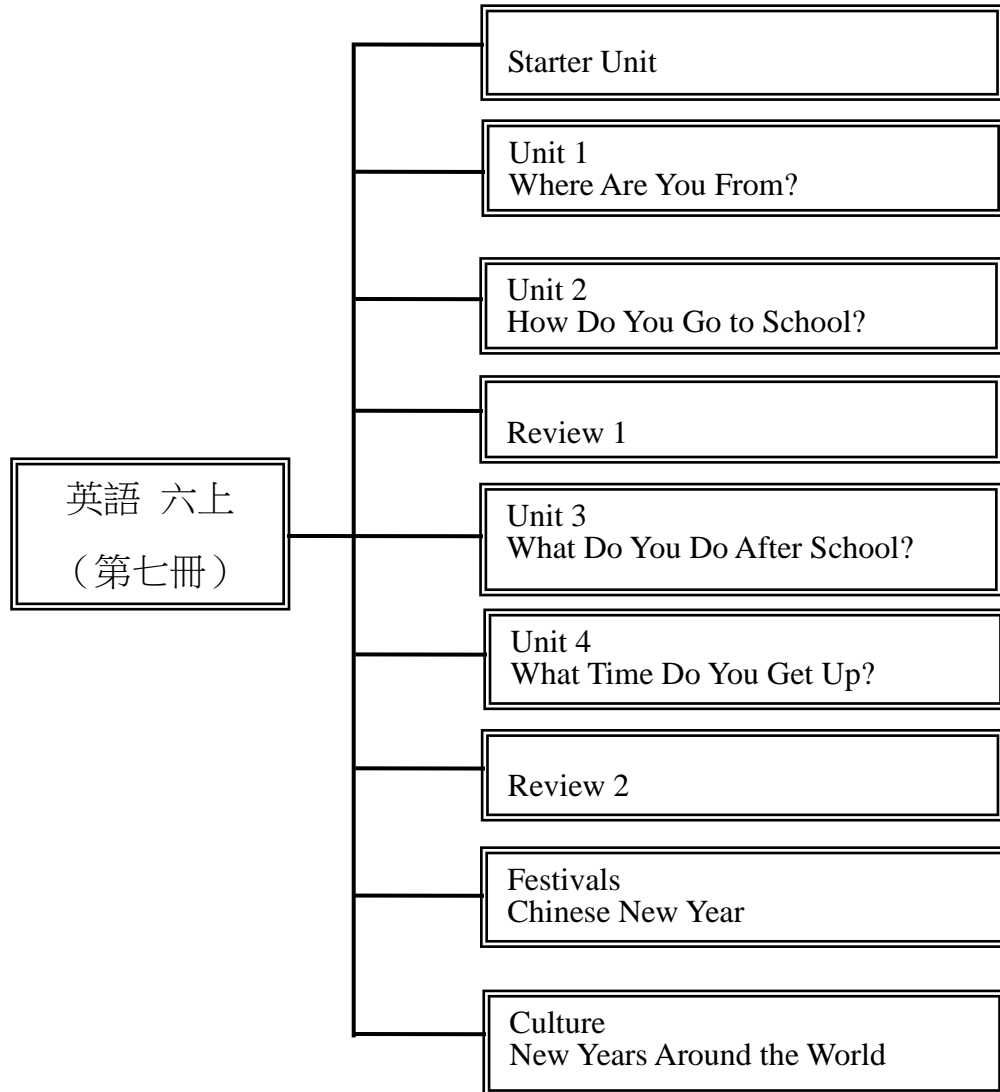 Starter Unit
Unit 1
Where Are You From?
Unit 2
How Do You Go to School?
Review 1
英語 六上
（第七冊）
Unit 3
What Do You Do After School?
Unit 4
What Time Do You Get Up?
Review 2
Festivals
Chinese New Year
Culture
New Years Around the World